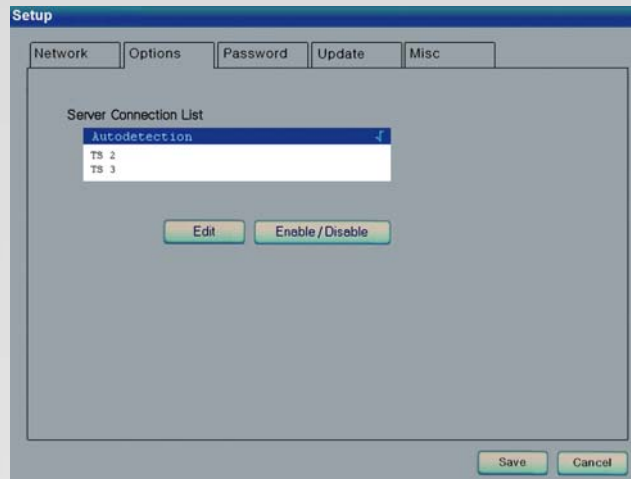 Setup
Network Options Password Update Misc
Server Connection List
Autodetection √
TS 2
TS 3
Edit Enable/Disable
Save Cancel